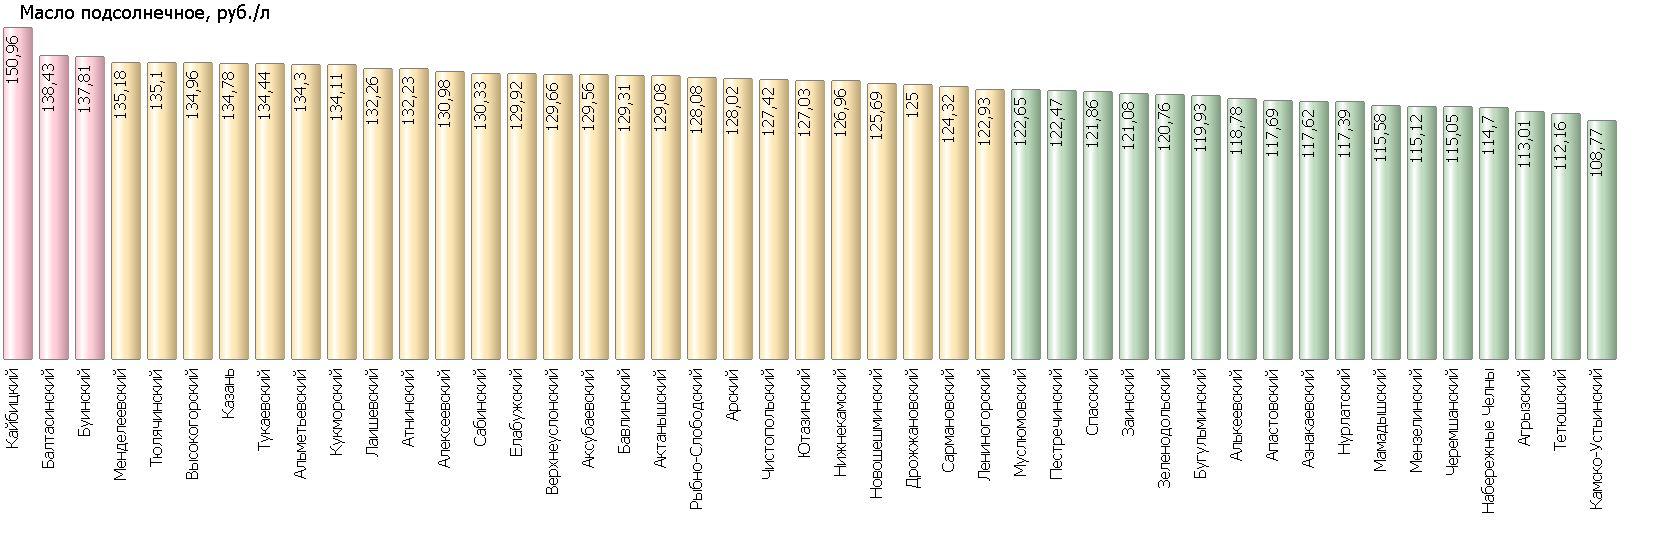 Масло подсолнечное, руб./л
150,96
138,43
137,81
135,18
135,1
134,96
134,78
134,44
134,3
134,11
132,26
132,23
130,98
130,33
129,92
129,66
129,56
129,31
129,08
128,08
128,02
127,42
127,03
126,96
125,69
125
124,32
122,93
122,65
122,47
121,86
121,08
120,76
119,93
118,78
117,69
117,62
117,39
115,58
115,12
115,05
114,7
113,01
112,16
108,77
Кайбицкий
Балтасинский
Буинский
Менделеевский
Тюлячинский
Высокогорский
Казань
Тукаевский
Альметьевский
Кукморский
Лаишевский
Атнинский
Алексеевский
Сабинский
Елабужский
Верхнеуслонский
Аксубаевский
Бавлинский
Актанышский
Рыбно-Слободский
Арский
Чистопольский
Ютазинский
Нижнекамский
Новошешминский
Дрожжановский
Сармановский
Лениногорский
Муслюмовский
Пестречинский
Спасский
Заинский
Зеленодольский
Бугульминский
Алькеевский
Апастовский
Азнакаевский
Нурлатский
Мамадышский
Мензелинский
Черемшанский
Набережные Челны
Агрызский
Тетюшский
Камско-Устьинский